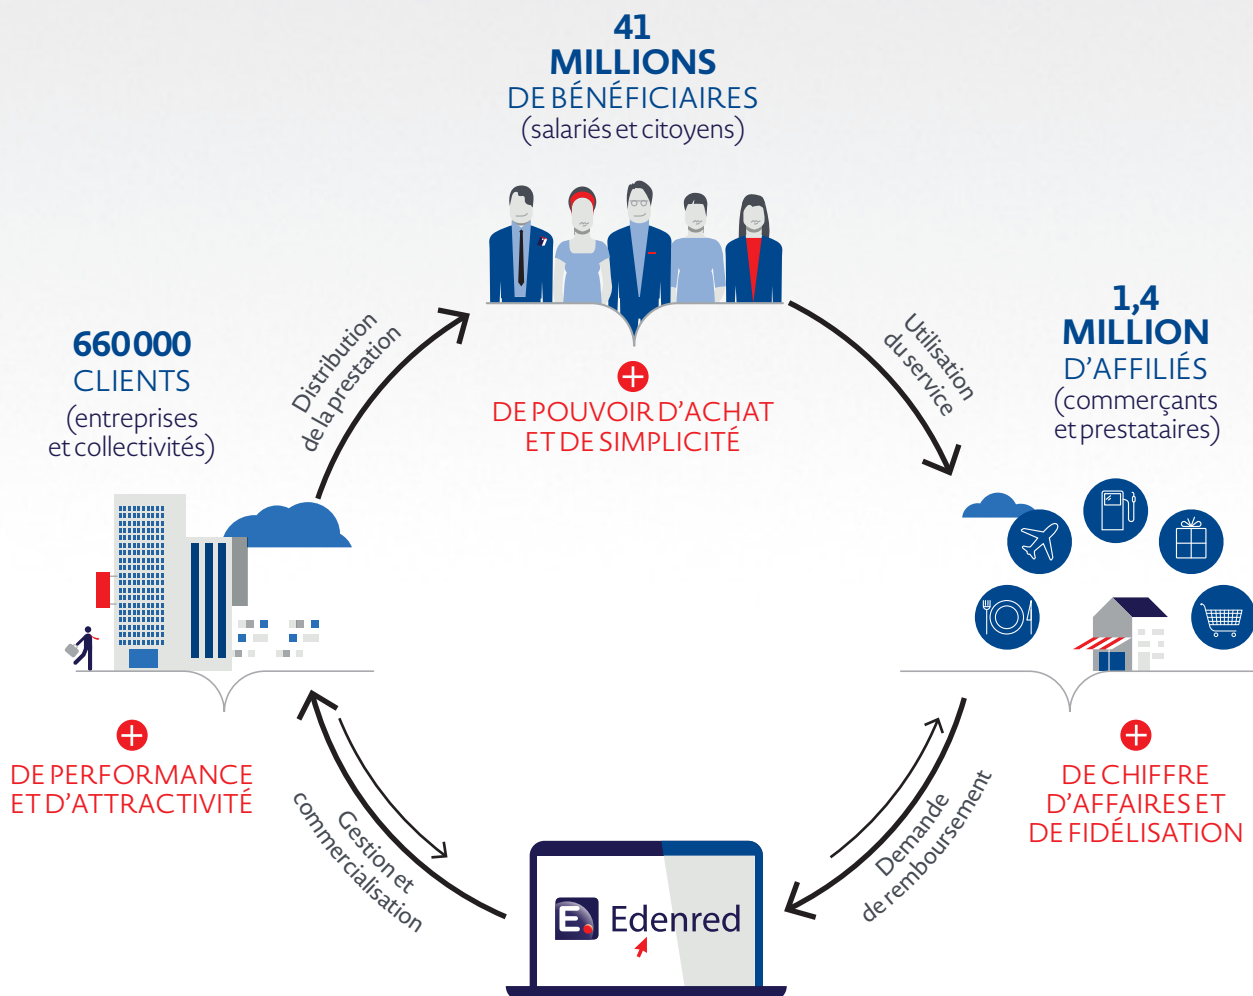 41
MILLIONS
DE BÉNÉFICIAIRES
(salariés et citoyens)
660 000
CLIENTS
(entreprises
et collectivités)
Distribution
de la prestation
Utilisation
du service
1,4
MILLION
D'AFFILIÉS
(commerçants
et prestataires)
DE POUVOIR D'ACHAT
ET DE SIMPLICITÉ
DE PERFORMANCE
ET D'ATTRACTIVITÉ
Gestion et
commercialisation
E.
Edenred
Demande
de remboursement
DE CHIFFRE
D'AFFAIRES ET
DE FIDÉLISATION